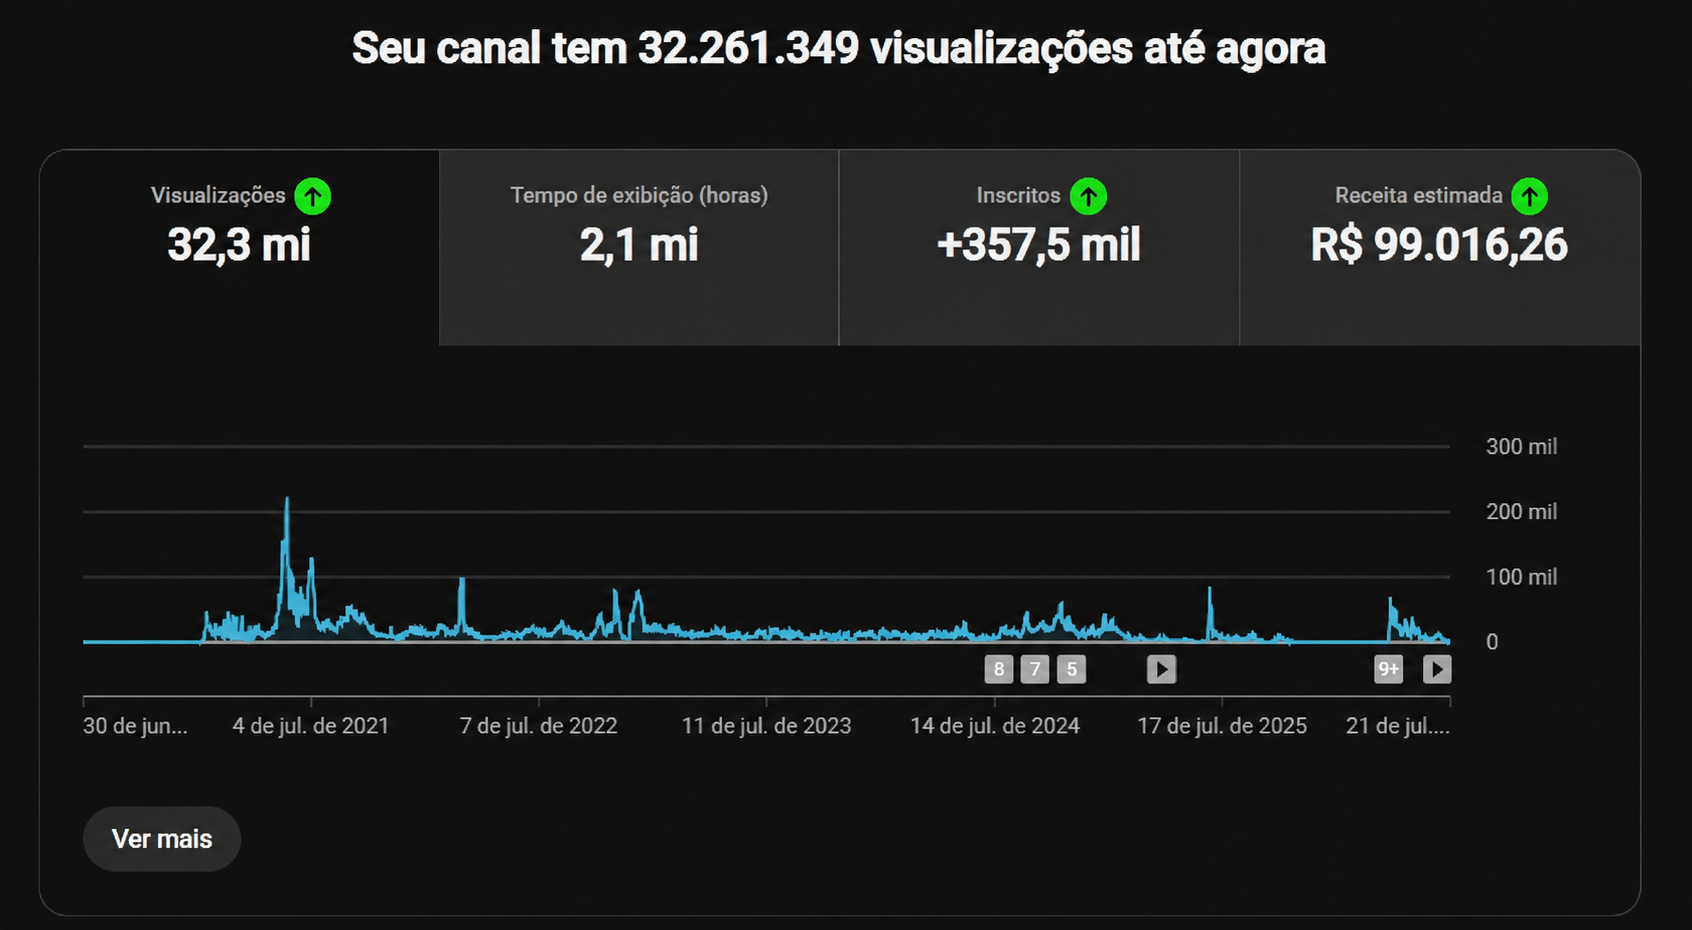 Seu canal tem 32.261.349 visualizações até agora
Visualizações
32,3 mi
Tempo de exibição (horas)
2,1 mi
Inscritos
+357,5 mil
Receita estimada
R$ 99.016,26
300 mil
200 mil
100 mil
0
8 7 5 9+
30 de jun... 4 de jul. de 2021 7 de jul. de 2022 11 de jul. de 2023 14 de jul. de 2024 17 de jul. de 2025 21 de jul....
Ver mais